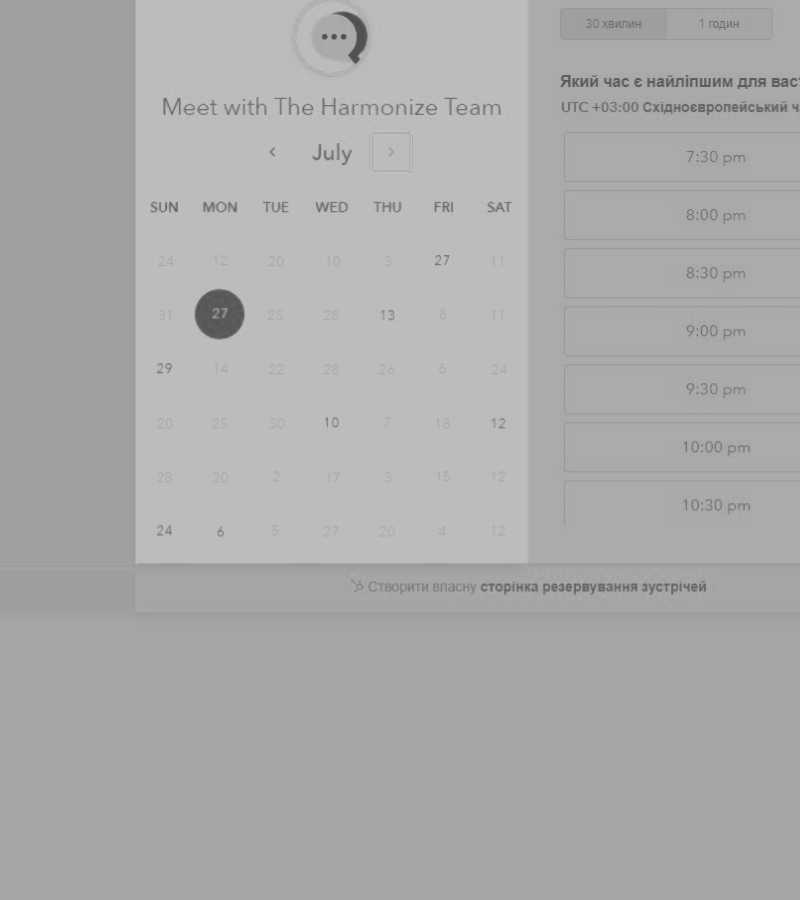 Meet with The Harmonize Team
‹ July ›
SUN MON TUE WED THU FRI SAT
24 12 20 10 3 27 11
31 27 25 28 13 8 11
29 14 22 28 26 6 24
20 25 30 10 7 18 12
28 20 2 17 3 15 12
24 6 5 27 20 4 12
30 хвилин 1 годин
Який час є найліпшим для вас
UTC +03:00 Східноєвропейський
7:30 pm
8:00 pm
8:30 pm
9:00 pm
9:30 pm
10:00 pm
10:30 pm
Створити власну сторінка резервування зустрічей